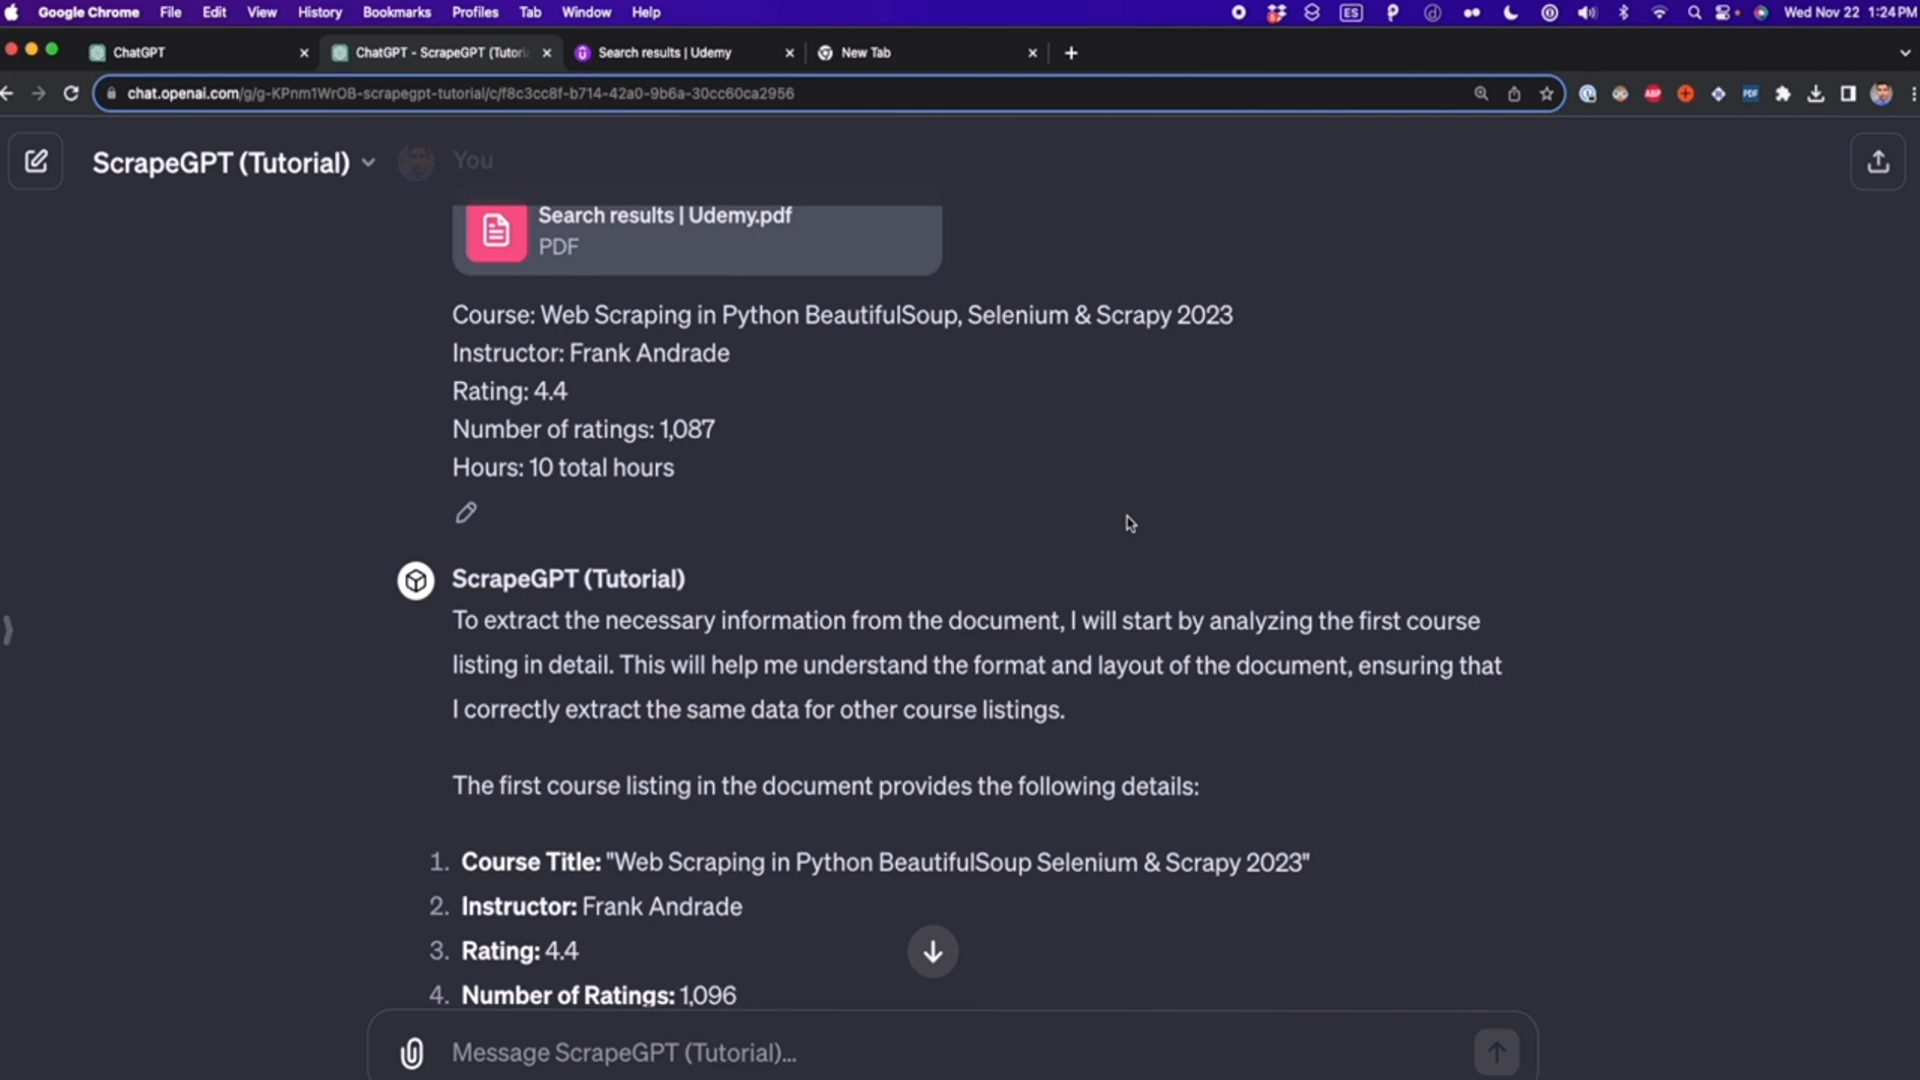 Google Chrome File Edit View History Bookmarks Profiles Tab Window Help ES Wed Nov 22 1:24 PM
ChatGPT ChatGPT - ScrapeGPT (Tutori Search results | Udemy New Tab
chat.openai.com/g/g-KPnm1WrOB-scrapegpt-tutorial/c/f8c3cc8f-b714-42a0-9b6a-30cc60ca2956 ABP PDF
ScrapeGPT (Tutorial) You
Search results | Udemy.pdf
PDF
Course: Web Scraping in Python BeautifulSoup, Selenium & Scrapy 2023
Instructor: Frank Andrade
Rating: 4.4
Number of ratings: 1,087
Hours: 10 total hours
ScrapeGPT (Tutorial)
To extract the necessary information from the document, I will start by analyzing the first course
listing in detail. This will help me understand the format and layout of the document, ensuring that
I correctly extract the same data for other course listings.
The first course listing in the document provides the following details:
1. Course Title: "Web Scraping in Python BeautifulSoup Selenium & Scrapy 2023"
2. Instructor: Frank Andrade
3. Rating: 4.4
4. Number of Ratings: 1,096
Message ScrapeGPT (Tutorial)...